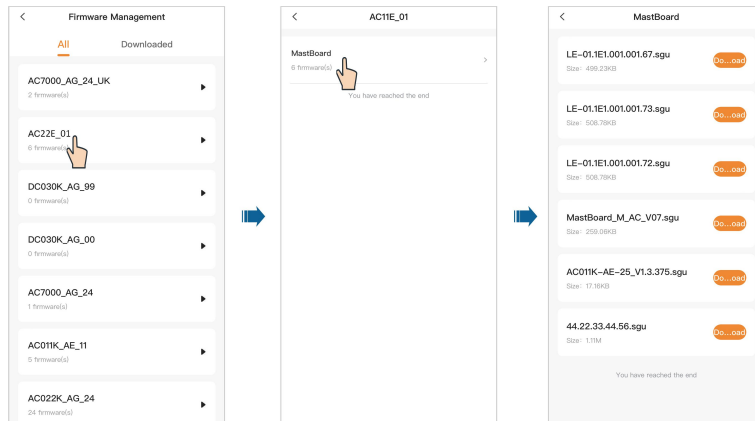 Firmware Management
All Downloaded
AC7000_AG_24_UK
2 firmware(s)
AC22E_01
6 firmware(s)
DC030K_AG_99
0 firmware(s)
DC030K_AG_00
0 firmware(s)
AC7000_AG_24
1 firmware(s)
AC011K_AE_11
5 firmware(s)
AC022K_AG_24
24 firmware(s)
AC11E_01
MastBoard
6 firmware(s)
You have reached the end
MastBoard
LE-01.1E1.001.001.67.sgu
Size: 499.23KB
Do...oad
LE-01.1E1.001.001.73.sgu
Size: 508.78KB
Do...oad
LE-01.1E1.001.001.72.sgu
Size: 508.78KB
Do...oad
MastBoard_M_AC_V07.sgu
Size: 259.06KB
Do...oad
AC011K-AE-25_V1.3.375.sgu
Size: 17.16KB
Do...oad
44.22.33.44.56.sgu
Size: 1.11M
Do...oad
You have reached the end